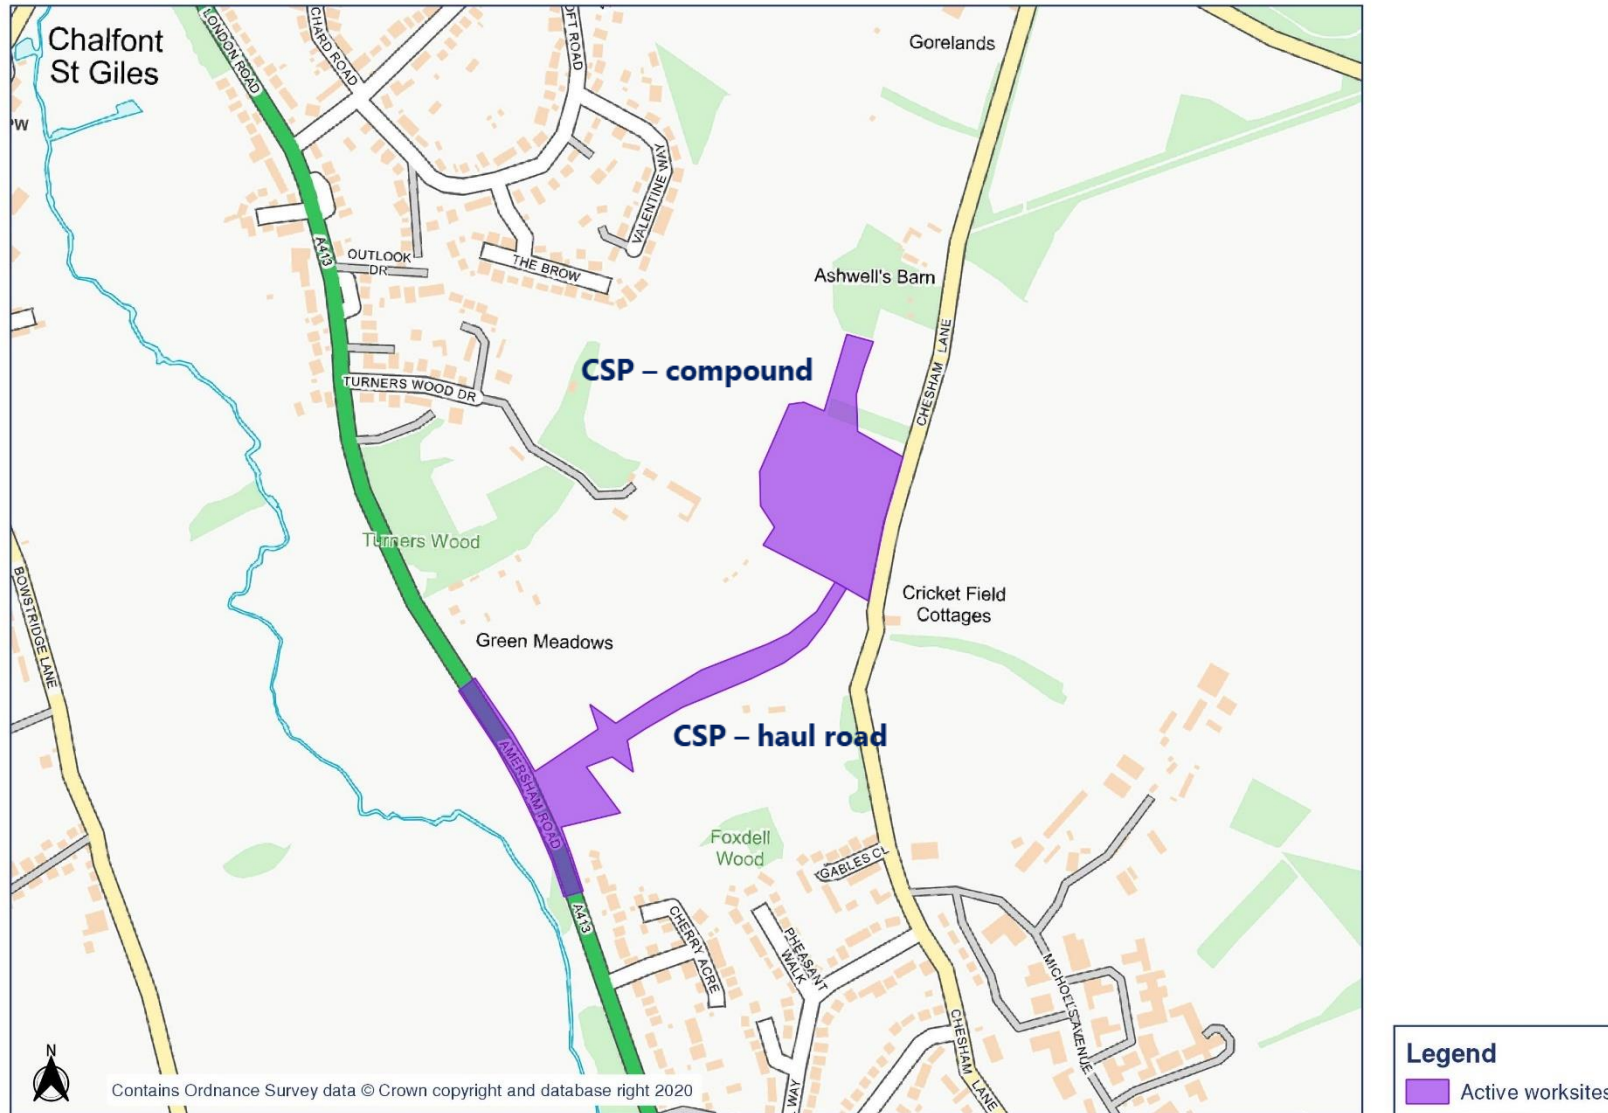 Chalfont
St Giles
LONDON ROAD
CHARD ROAD
OFT ROAD
Gorelands
PW
VALENTINE WAY
A413
OUTLOOK
DR
THE BROW
Ashwell's Barn
CHESHAM LANE
CSP – compound
TURNERS WOOD DR
Turners Wood
BOWSTRIDGE LANE
Cricket Field
Cottages
Green Meadows
CSP – haul road
AMERSHAM ROAD
Foxdell
Wood
GABLES CL
A413
CHERRY ACRE
PHEASANT
WALK
MICHOLL'S AVENUE
CHESHAM LANE
WAY
N
Contains Ordnance Survey data © Crown copyright and database right 2020
Legend
Active worksites